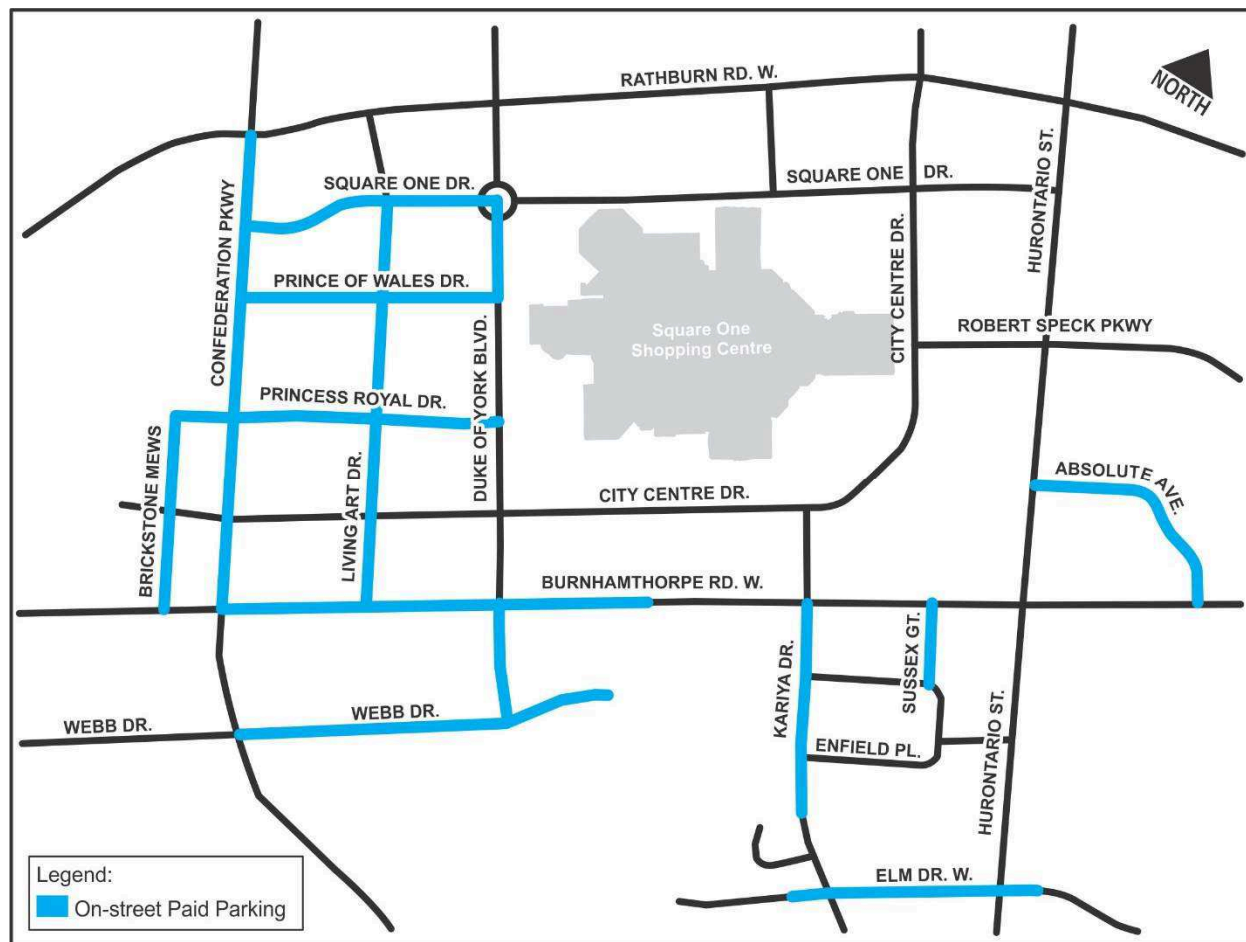 RATHBURN RD. W.
NORTH
SQUARE ONE DR.
SQUARE ONE DR.
HURONTARIO ST.
CONFEDERATION PKWY
CITY CENTRE DR.
PRINCE OF WALES DR.
Square One
Shopping Centre
ROBERT SPECK PKWY
DUKE OF YORK BLVD.
PRINCESS ROYAL DR.
BRICKSTONE MEWS
LIVING ART DR.
CITY CENTRE DR.
ABSOLUTE AVE.
BURNHAMTHORPE RD. W.
KARIYA DR.
SUSSEX GT.
WEBB DR.
WEBB DR.
ENFIELD PL.
HURONTARIO ST.
ELM DR. W.
Legend:
On-street Paid Parking